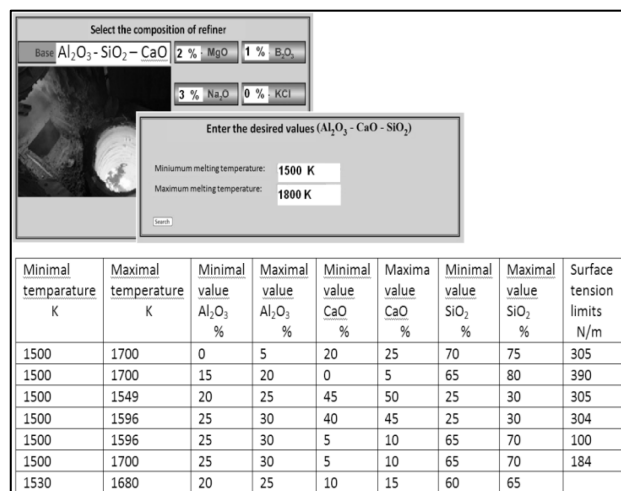 Select the composition of refiner
Base Al₂O₃ - SiO₂ – CaO 2 % - MgO 1 % - B₂O₃
3 % Na₂O 0 % - KCl
Enter the desired values (Al₂O₃ - CaO - SiO₂)
Miniumum melting temperature: 1500 K
Maximum melting temperature: 1800 K
Search
Minimal Maximal Minimal Maximal Minimal Maxima Minimal Maximal Surface
temparature temperature value value value value value value tension
K K Al₂O₃ Al₂O₃ CaO CaO SiO₂ SiO₂ limits
% % % % % % N/m
1500 1700 0 5 20 25 70 75 305
1500 1700 15 20 0 5 65 80 390
1500 1549 20 25 45 50 25 30 305
1500 1596 25 30 40 45 25 30 304
1500 1596 25 30 5 10 65 70 100
1500 1700 25 30 5 10 65 70 184
1530 1680 20 25 10 15 60 65